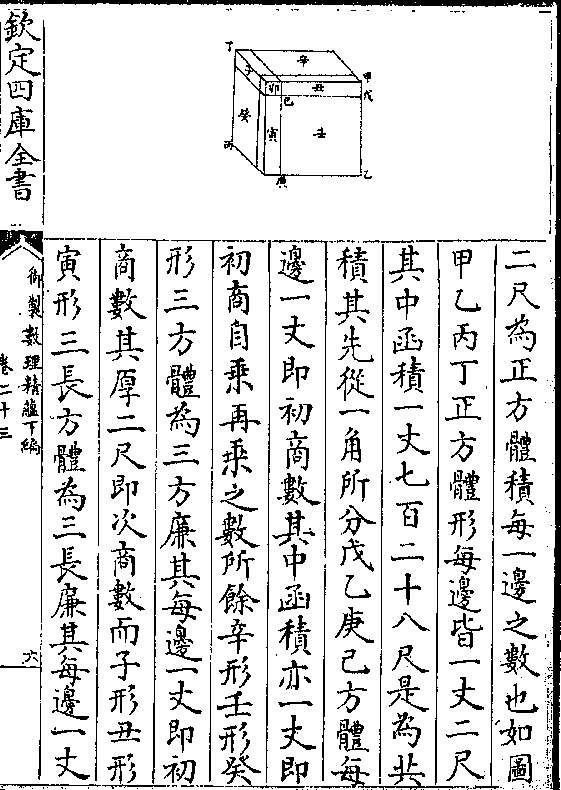 二尺為正方體積每一邊之數也如圖
甲乙丙丁正方體形每邊皆一丈二尺
其中函積一丈七百二十八尺是為共
積其先從一角所分戊乙庚己方體每
邊一丈即初商數其中函積亦一丈即
初商自乗再乗之數所餘辛形壬形癸
形三方體為三方廉其每邊一丈即初
商數其厚二尺即次商數而子形丑形
寅形三長方體為三長廉其每邊一丈
丁
辛
甲
戊
子
卯
丑
己
癸
寅
壬
丙
庚
乙
欽定四庫全書
御製數理精蘊下編
卷二十三
六